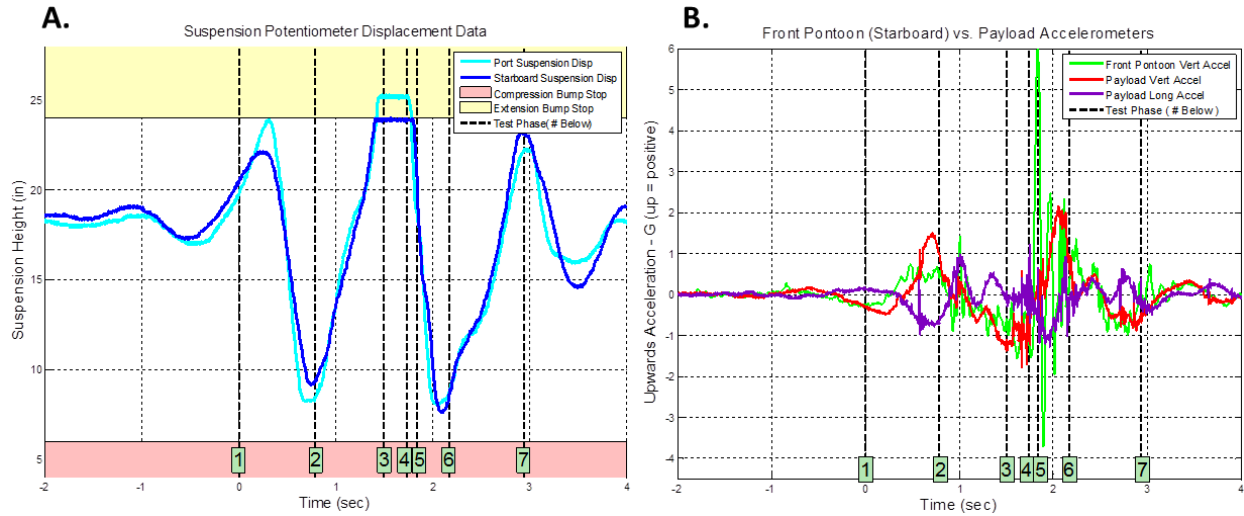 A.
Suspension Potentiometer Displacement Data
Port Suspension Disp
Starboard Suspension Disp
Compression Bump Stop
Extension Bump Stop
Test Phase(# Below)
Suspension Height (in)
25
20
15
10
5
1
2
3
4
5
6
7
-2
-1
0
1
2
3
4
Time (sec)
B.
Front Pontoon (Starboard) vs. Payload Accelerometers
Front Pontoon Vert Accel
Payload Vert Accel
Payload Long Accel
Test Phase (# Below)
Upwards Acceleration - G (up = positive)
6
5
4
3
2
1
0
-1
-2
-3
-4
1
2
3
4
5
6
7
-2
-1
0
1
2
3
4
Time (sec)